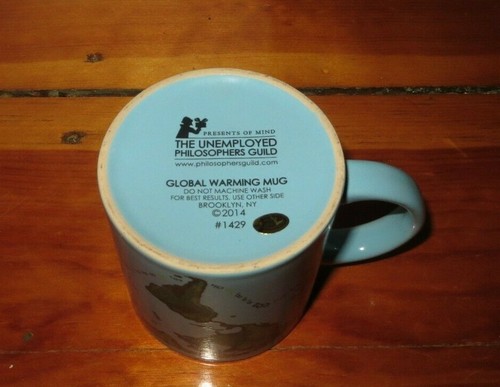 PRESENTS OF MIND
THE UNEMPLOYED
PHILOSOPHERS GUILD
www.philosophersguild.com
GLOBAL WARMING MUG
DO NOT MACHINE WASH
FOR BEST RESULTS, USE OTHER SIDE
BROOKLYN, NY
©2014
#1429